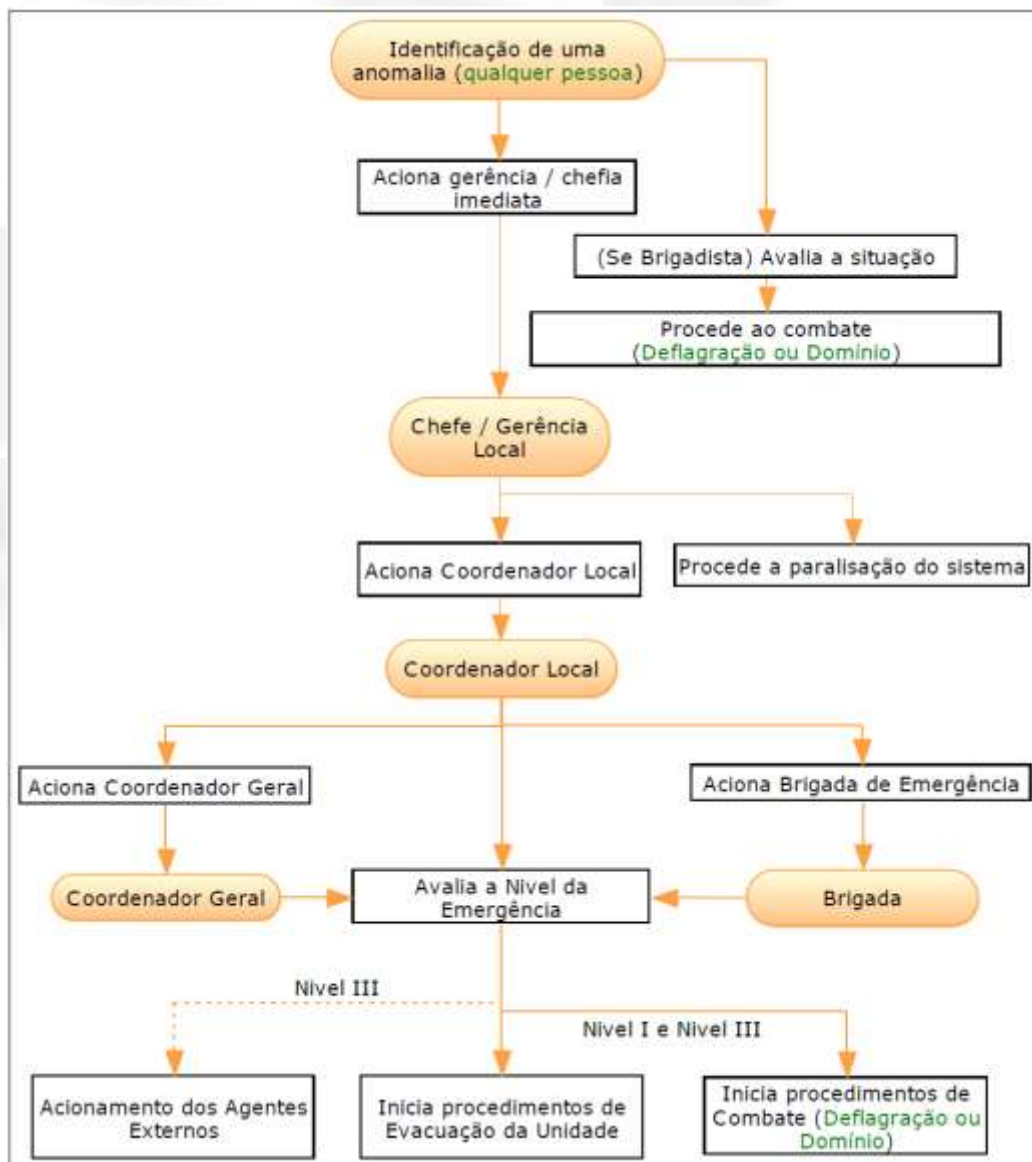 Identificação de uma
anomalia (qualquer pessoa)
Aciona gerência / chefia
imediata
(Se Brigadista) Avalia a situação
Procede ao combate
(Deflagração ou Domínio)
Chefe / Gerência
Local
Aciona Coordenador Local
Procede a paralisação do sistema
Coordenador Local
Aciona Coordenador Geral
Aciona Brigada de Emergência
Coordenador Geral
Avalia a Nivel da
Emergência
Brigada
Nivel III
Nivel I e Nivel III
Acionamento dos Agentes
Externos
Inicia procedimentos de
Evacuação da Unidade
Inicia procedimentos de
Combate (Deflagração ou
Domínio)